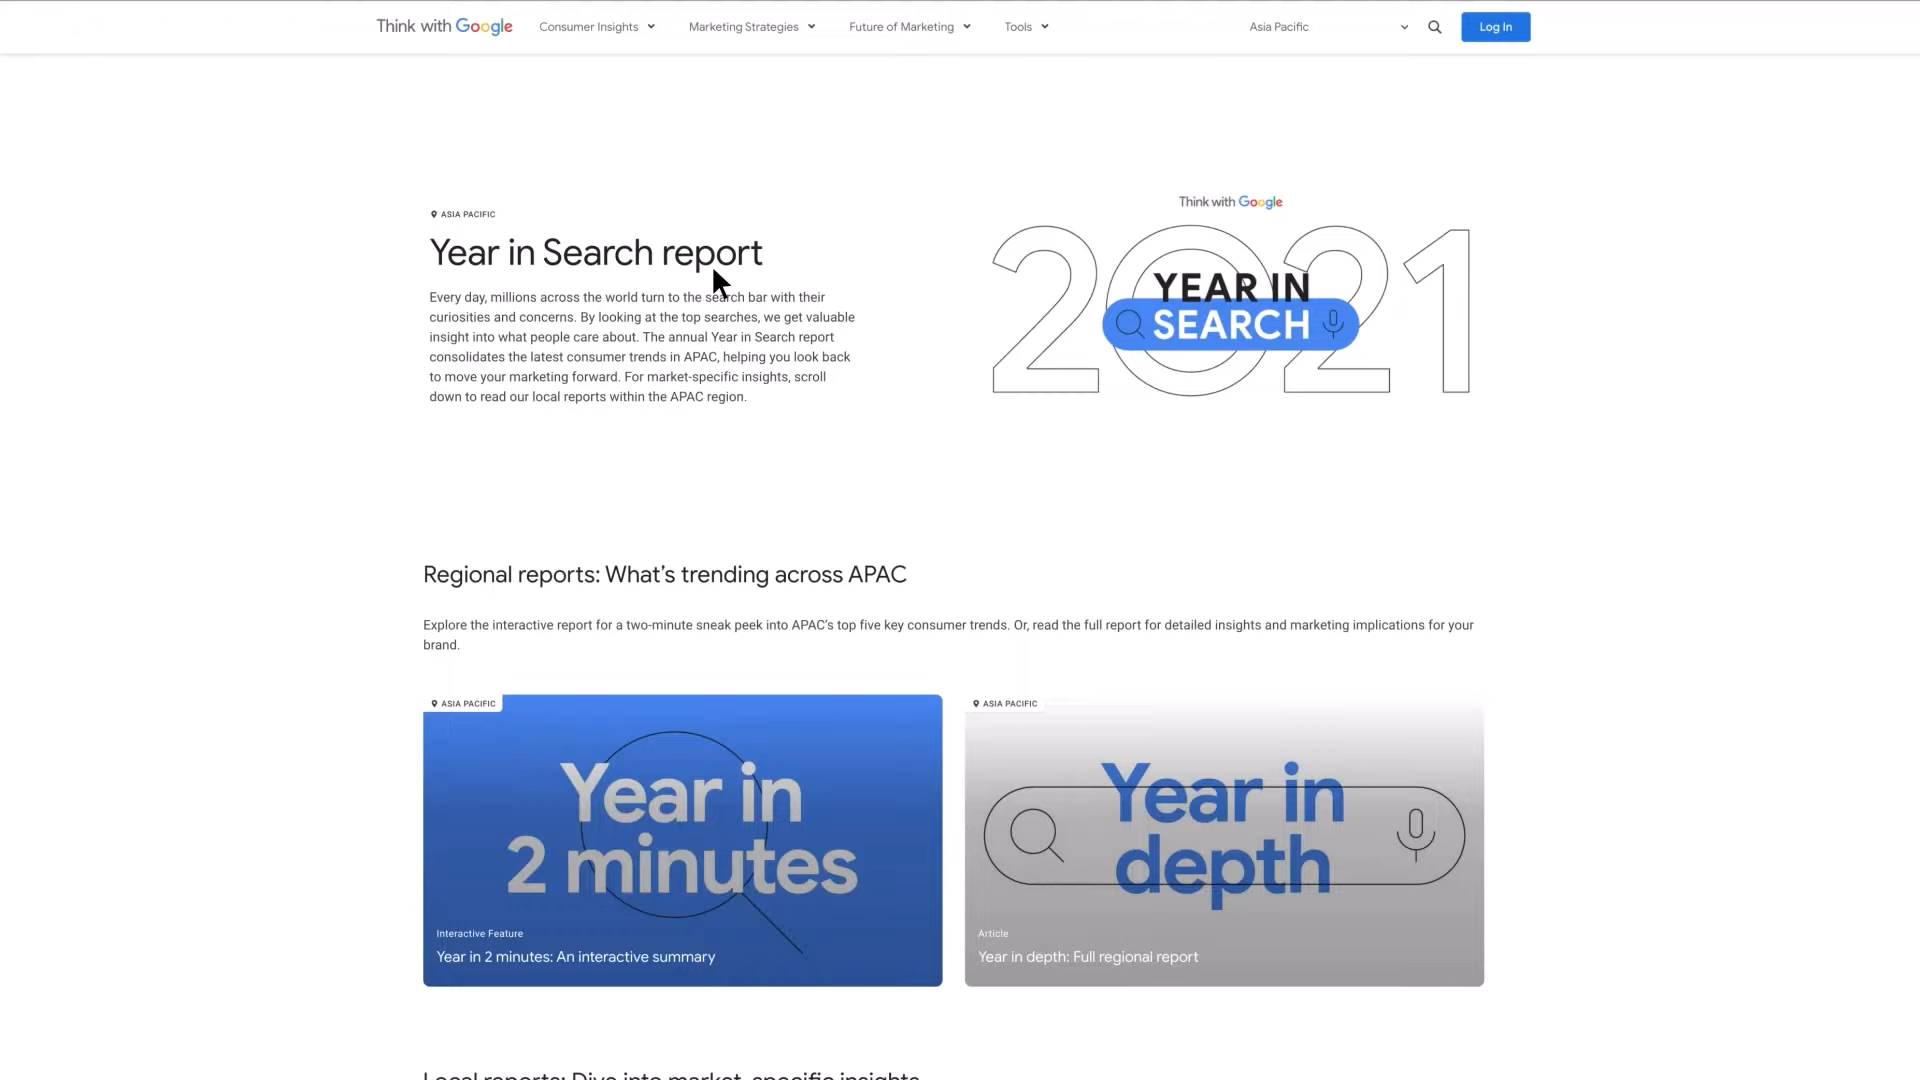 Think with Google
Consumer Insights
Marketing Strategies
Future of Marketing
Tools
Asia Pacific
Log In
ASIA PACIFIC
Year in Search report
Every day, millions across the world turn to the search bar with their
curiosities and concerns. By looking at the top searches, we get valuable
insight into what people care about. The annual Year in Search report
consolidates the latest consumer trends in APAC, helping you look back
to move your marketing forward. For market-specific insights, scroll
down to read our local reports within the APAC region.
Think with Google
2021
YEAR IN
SEARCH
Regional reports: What’s trending across APAC
Explore the interactive report for a two-minute sneak peek into APAC’s top five key consumer trends. Or, read the full report for detailed insights and marketing implications for your
brand.
ASIA PACIFIC
Year in
2 minutes
Interactive Feature
Year in 2 minutes: An interactive summary
ASIA PACIFIC
Year in
depth
Article
Year in depth: Full regional report
Local reports: Dive into market-specific insights